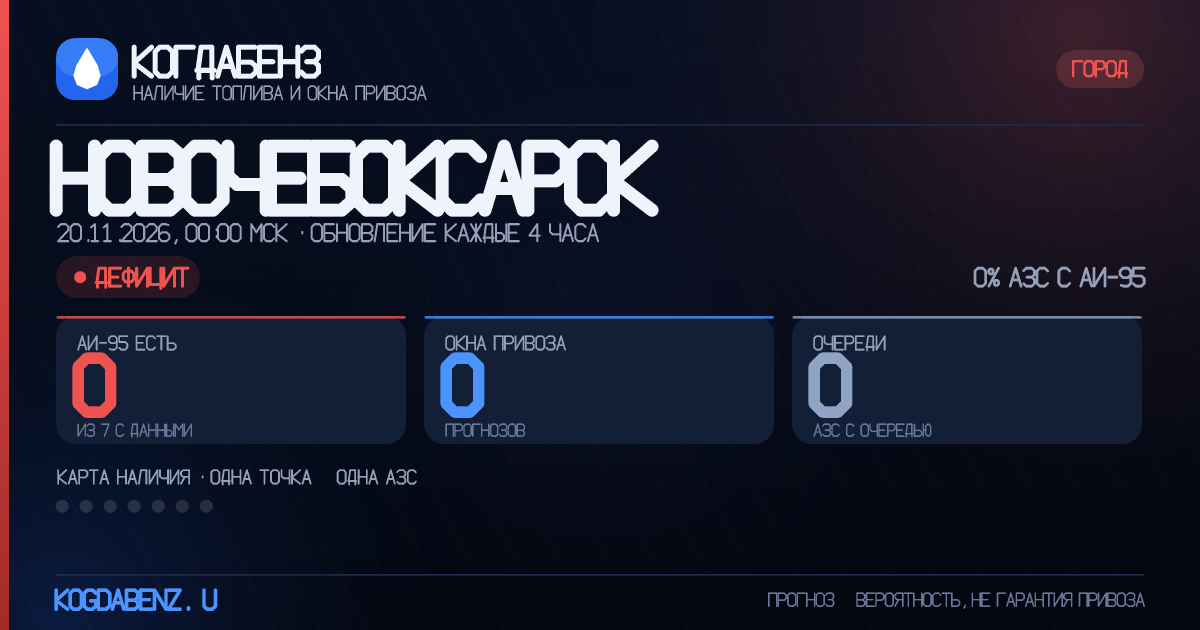 КОГДАБЕНЗ
НАЛИЧИЕ ТОПЛИВА И ОКНА ПРИВОЗА
ГОРОД
НОВОЧЕБОКСАРСК
20.11.2026, 00:00 МСК · ОБНОВЛЕНИЕ КАЖДЫЕ 4 ЧАСА
ДЕФИЦИТ
0% АЗС С АИ-95
АИ-95 ЕСТЬ
0
ИЗ 7 С ДАННЫМИ
ОКНА ПРИВОЗА
0
ПРОГНОЗОВ
ОЧЕРЕДИ
0
АЗС С ОЧЕРЕДЬЮ
КАРТА НАЛИЧИЯ · ОДНА ТОЧКА ОДНА АЗС
KOGDABENZ. U
ПРОГНОЗ ВЕРОЯТНОСТЬ, НЕ ГАРАНТИЯ ПРИВОЗА